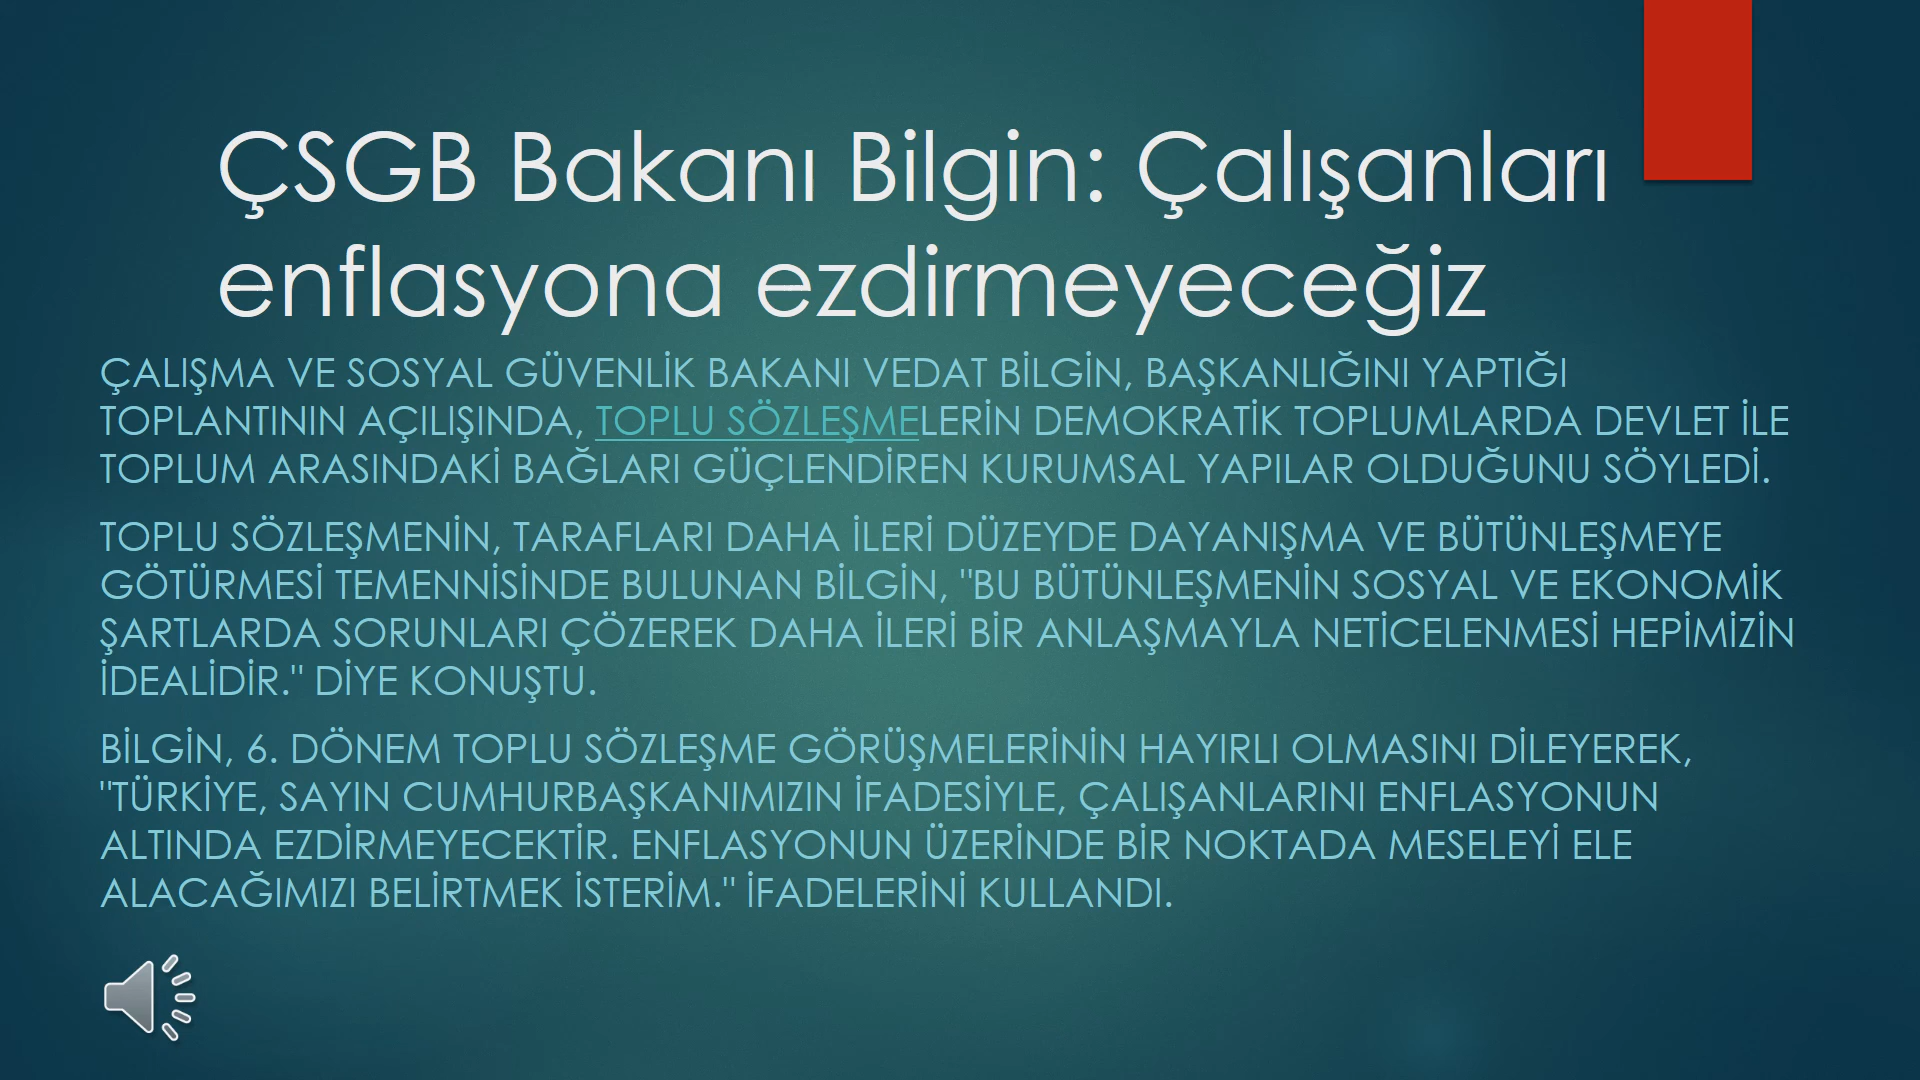 ÇSGB Bakanı Bilgin: Çalışanları
enflasyona ezdirmeyeceğiz
ÇALIŞMA VE SOSYAL GÜVENLİK BAKANI VEDAT BİLGİN, BAŞKANLIĞINI YAPTIĞI
TOPLANTININ AÇILIŞINDA, TOPLU SÖZLEŞMELERİN DEMOKRATİK TOPLUMLARDA DEVLET İLE
TOPLUM ARASINDAKİ BAĞLARI GÜÇLENDİREN KURUMSAL YAPILAR OLDUĞUNU SÖYLEDİ.
TOPLU SÖZLEŞMENİN, TARAFLARI DAHA İLERİ DÜZEYDE DAYANIŞMA VE BÜTÜNLEŞMEYE
GÖTÜRMESİ TEMENNİSİNDE BULUNAN BİLGİN, "BU BÜTÜNLEŞMENİN SOSYAL VE EKONOMİK
ŞARTLARDA SORUNLARI ÇÖZEREK DAHA İLERİ BİR ANLAŞMAYLA NETİCELENMESİ HEPİMİZİN
İDEALİDİR." DİYE KONUŞTU.
BİLGİN, 6. DÖNEM TOPLU SÖZLEŞME GÖRÜŞMELERİNİN HAYIRLI OLMASINI DİLEYEREK,
"TÜRKİYE, SAYIN CUMHURBAŞKANIMIZIN İFADESİYLE, ÇALIŞANLARINI ENFLASYONUN
ALTINDA EZDİRMEYECEKTİR. ENFLASYONUN ÜZERİNDE BİR NOKTADA MESELEYİ ELE
ALACAĞIMIZI BELİRTMEK İSTERİM." İFADELERİNİ KULLANDI.